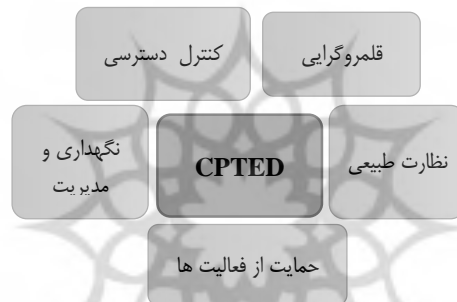 قلمروگرایی
کنترل دسترسی
نظارت طبیعی
CPTED
نگهداری و
مدیریت
حمایت از فعالیت ها